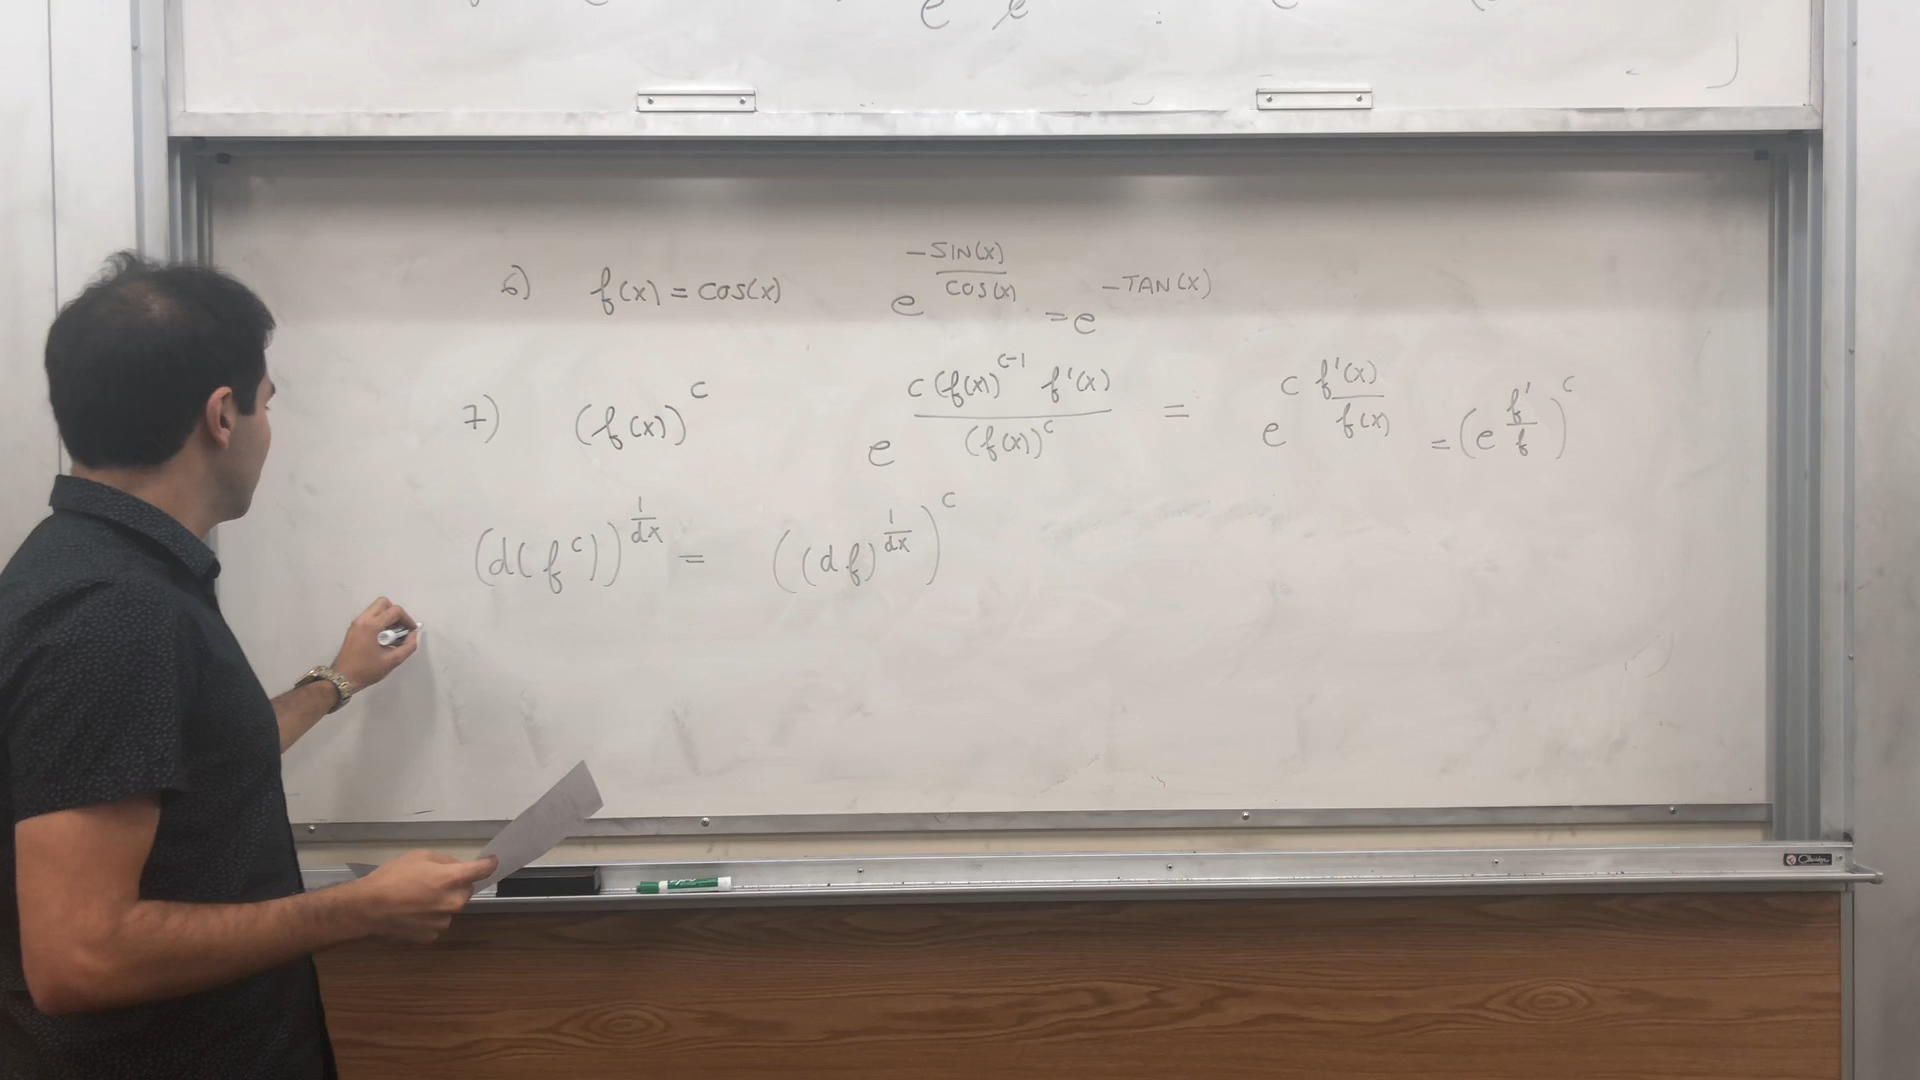 e e
6) f(x) = cos(x) e^{-SIN(x)/cos(x)} = e^{-TAN(x)}
7) (f(x))^c e^{c(f(x))^{c-1} f'(x)/(f(x))^c} = e^{c f'(x)/f(x)} = (e^{f'/f})^c
(d(f^c))^{1/dx} = ((df)^{1/dx})^c